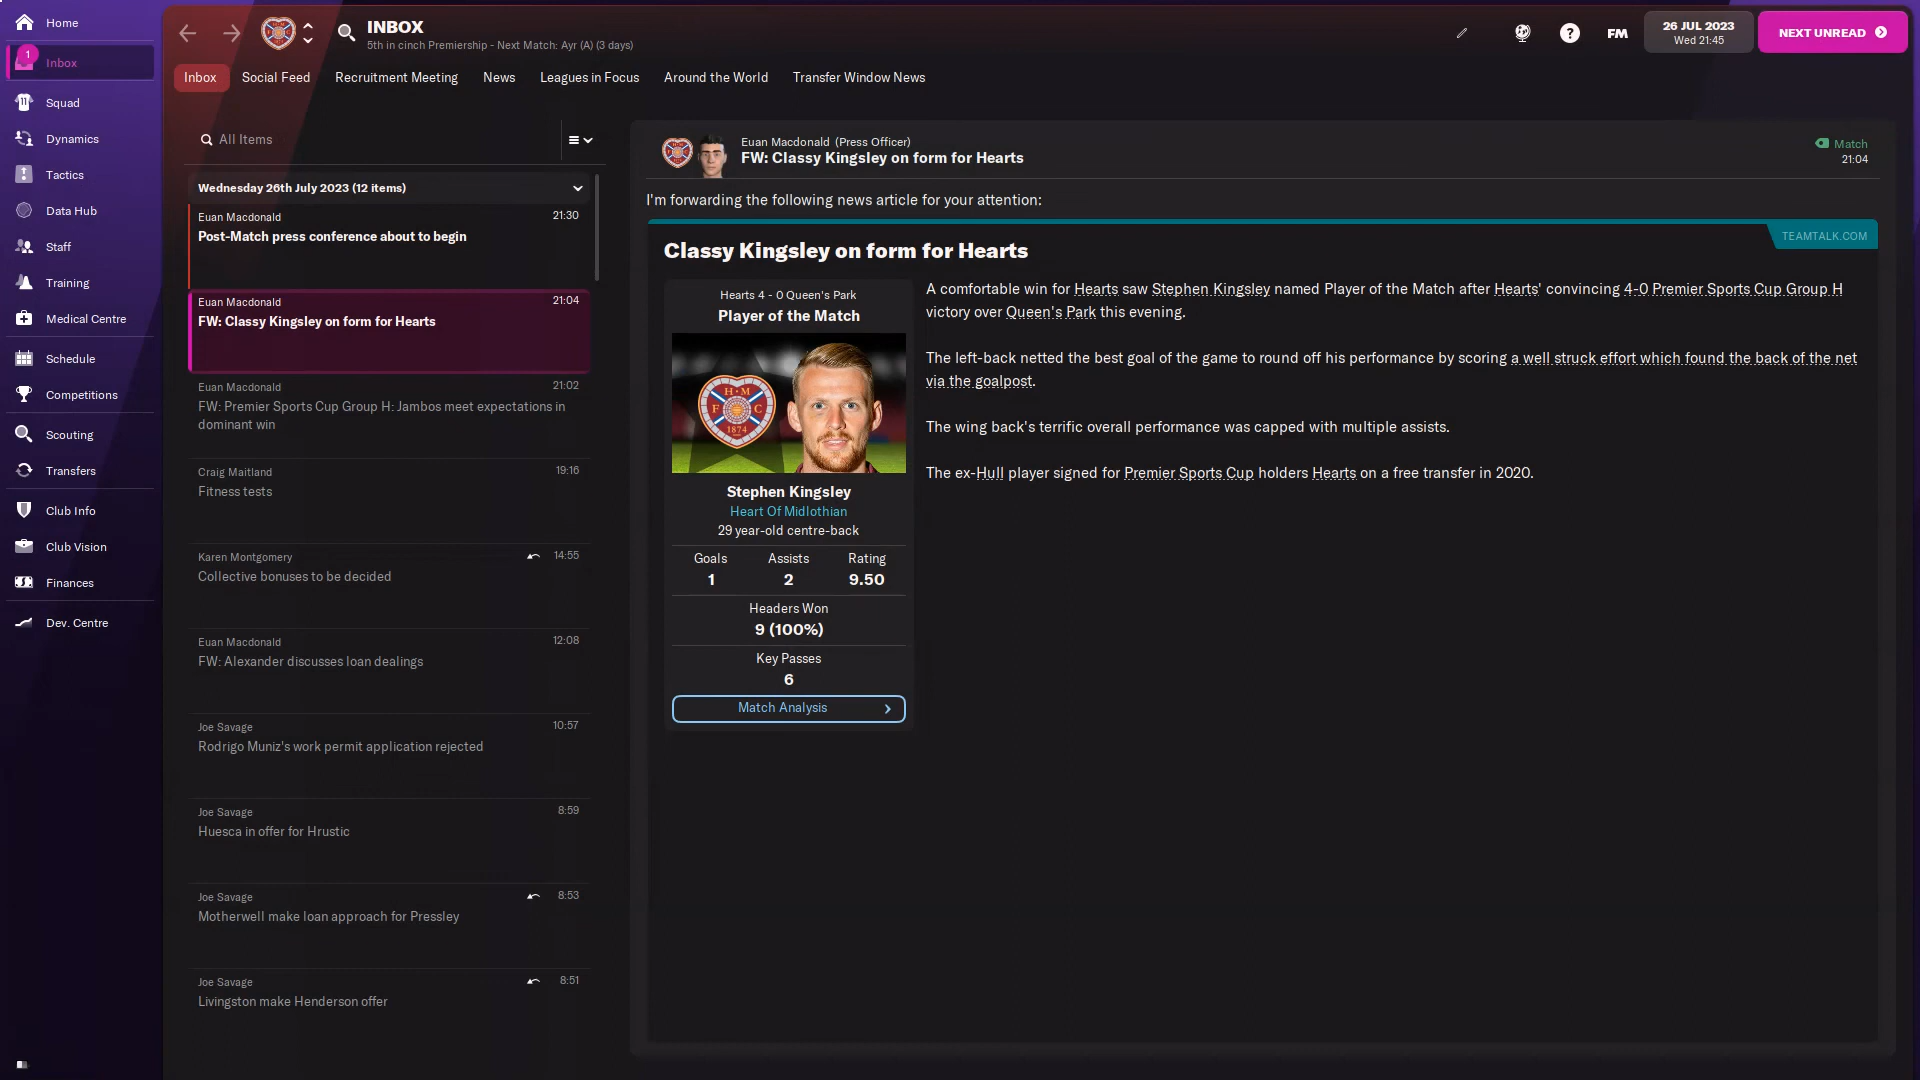 Home
1
Inbox
Squad
Dynamics
Tactics
Data Hub
Staff
Training
Medical Centre
Schedule
Competitions
Scouting
Transfers
Club Info
Club Vision
Finances
Dev. Centre
INBOX
5th in cinch Premiership - Next Match: Ayr (A) (3 days)
FM
26 JUL 2023
Wed 21:45
NEXT UNREAD
Inbox
Social Feed
Recruitment Meeting
News
Leagues in Focus
Around the World
Transfer Window News
All Items
Wednesday 26th July 2023 (12 items)
Euan Macdonald 21:30
Post-Match press conference about to begin
Euan Macdonald 21:04
FW: Classy Kingsley on form for Hearts
Euan Macdonald 21:02
FW: Premier Sports Cup Group H: Jambos meet expectations in
dominant win
Craig Maitland 19:16
Fitness tests
Karen Montgomery 14:55
Collective bonuses to be decided
Euan Macdonald 12:08
FW: Alexander discusses loan dealings
Joe Savage 10:57
Rodrigo Muniz's work permit application rejected
Joe Savage 8:59
Huesca in offer for Hrustic
Joe Savage 8:53
Motherwell make loan approach for Pressley
Joe Savage 8:51
Livingston make Henderson offer
Euan Macdonald (Press Officer)
FW: Classy Kingsley on form for Hearts
Match
21:04
I'm forwarding the following news article for your attention:
TEAMTALK.COM
Classy Kingsley on form for Hearts
Hearts 4 - 0 Queen's Park
Player of the Match
H M
F C
1874
Stephen Kingsley
Heart Of Midlothian
29 year-old centre-back
Goals Assists Rating
1 2 9.50
Headers Won
9 (100%)
Key Passes
6
Match Analysis
A comfortable win for Hearts saw Stephen Kingsley named Player of the Match after Hearts' convincing 4-0 Premier Sports Cup Group H
victory over Queen's Park this evening.
The left-back netted the best goal of the game to round off his performance by scoring a well struck effort which found the back of the net
via the goalpost.
The wing back's terrific overall performance was capped with multiple assists.
The ex-Hull player signed for Premier Sports Cup holders Hearts on a free transfer in 2020.